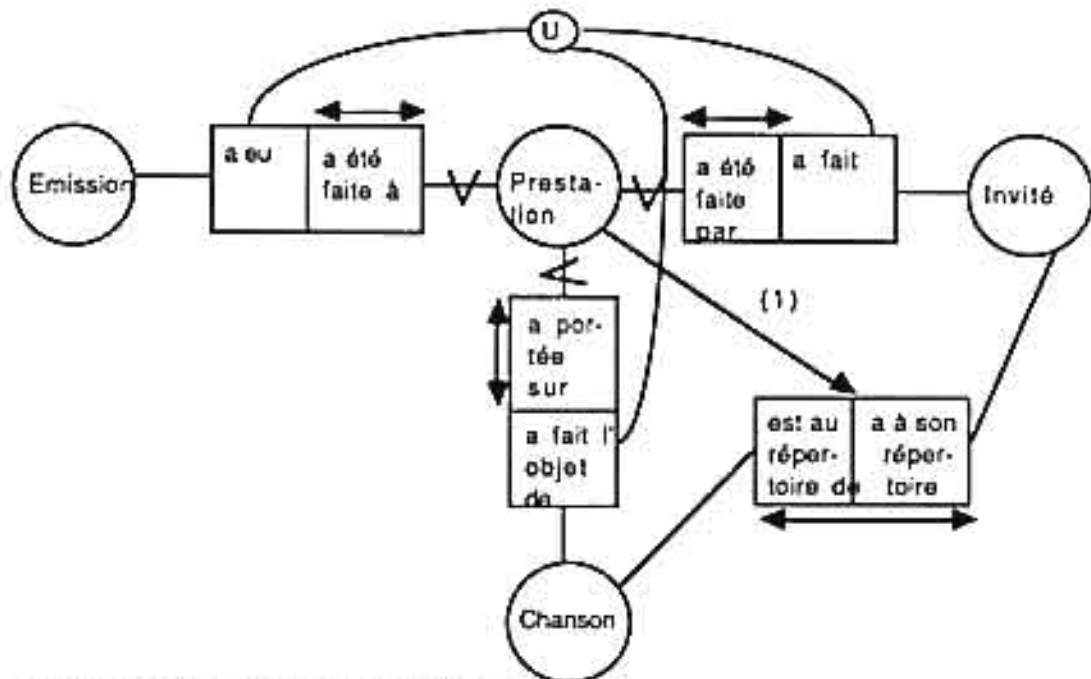 U
Emission
a eu
a été
faite à
Presta-
tion
a été
faite
par
a fait
Invité
(1)
a por-
tée
sur
a fait l'
objet
de
est au
réper-
toire de
a à son
réper-
toire
Chanson